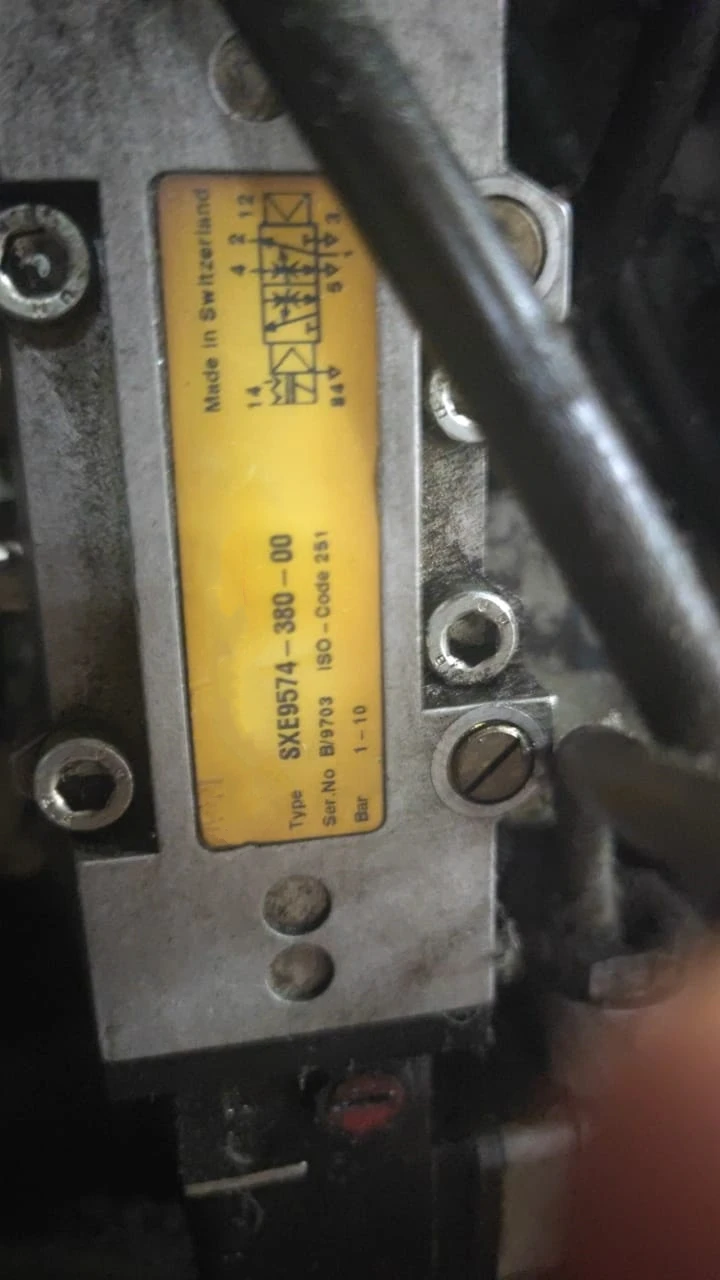 Made in Switzerland
14
4
2
12
84
5
1
3
Type SXE9574-380-00
Ser.No B/9703 ISO-Code 251
Bar 1-10